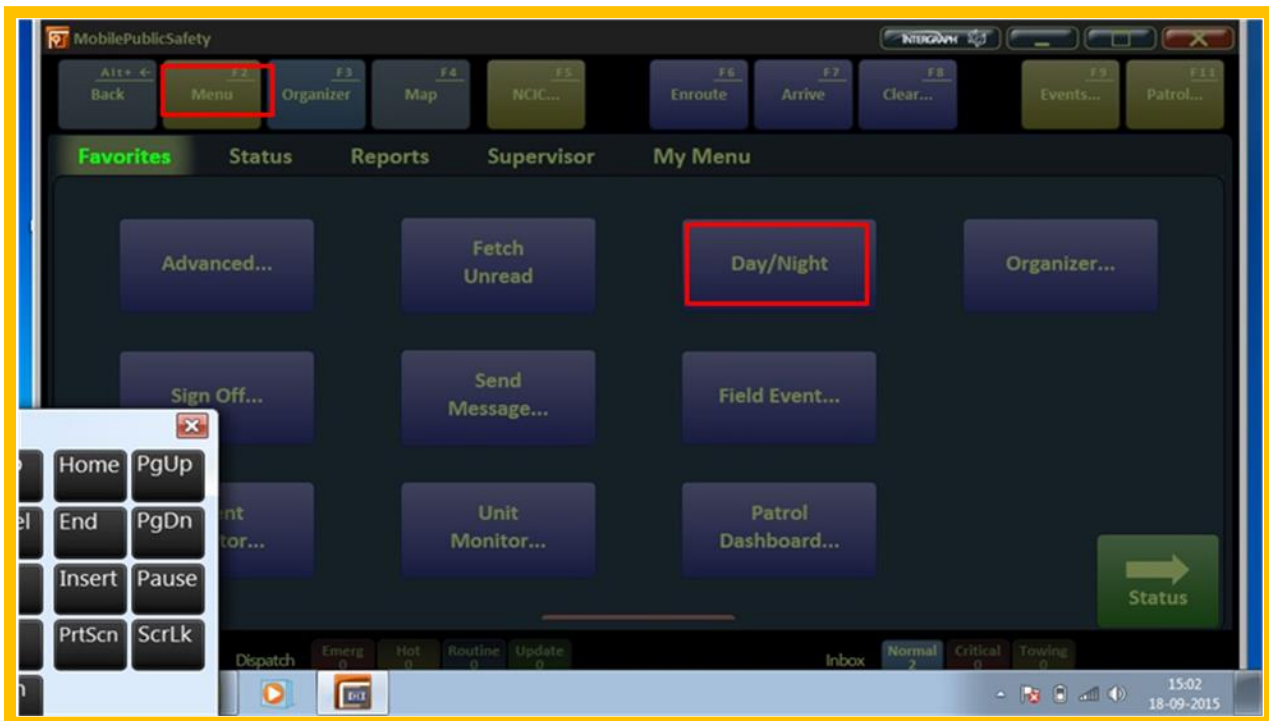 MobilePublicSafety
INTERGRAPH
Alt+ ←
Back
F2
Menu
F3
Organizer
F4
Map
F5
NCIC...
F6
Enroute
F7
Arrive
F8
Clear...
F9
Events...
F11
Patrol...
Favorites Status Reports Supervisor My Menu
Advanced...
Fetch
Unread
Day/Night
Organizer...
Sign Off...
Send
Message...
Field Event...
Unit
Monitor...
Patrol
Dashboard...
Status
Home PgUp
End PgDn
Insert Pause
PrtScn ScrLk
Dispatch
Emerg
0
Hot
0
Routine
0
Update
0
Inbox
Normal
2
Critical
0
Towing
0
15:02
18-09-2015